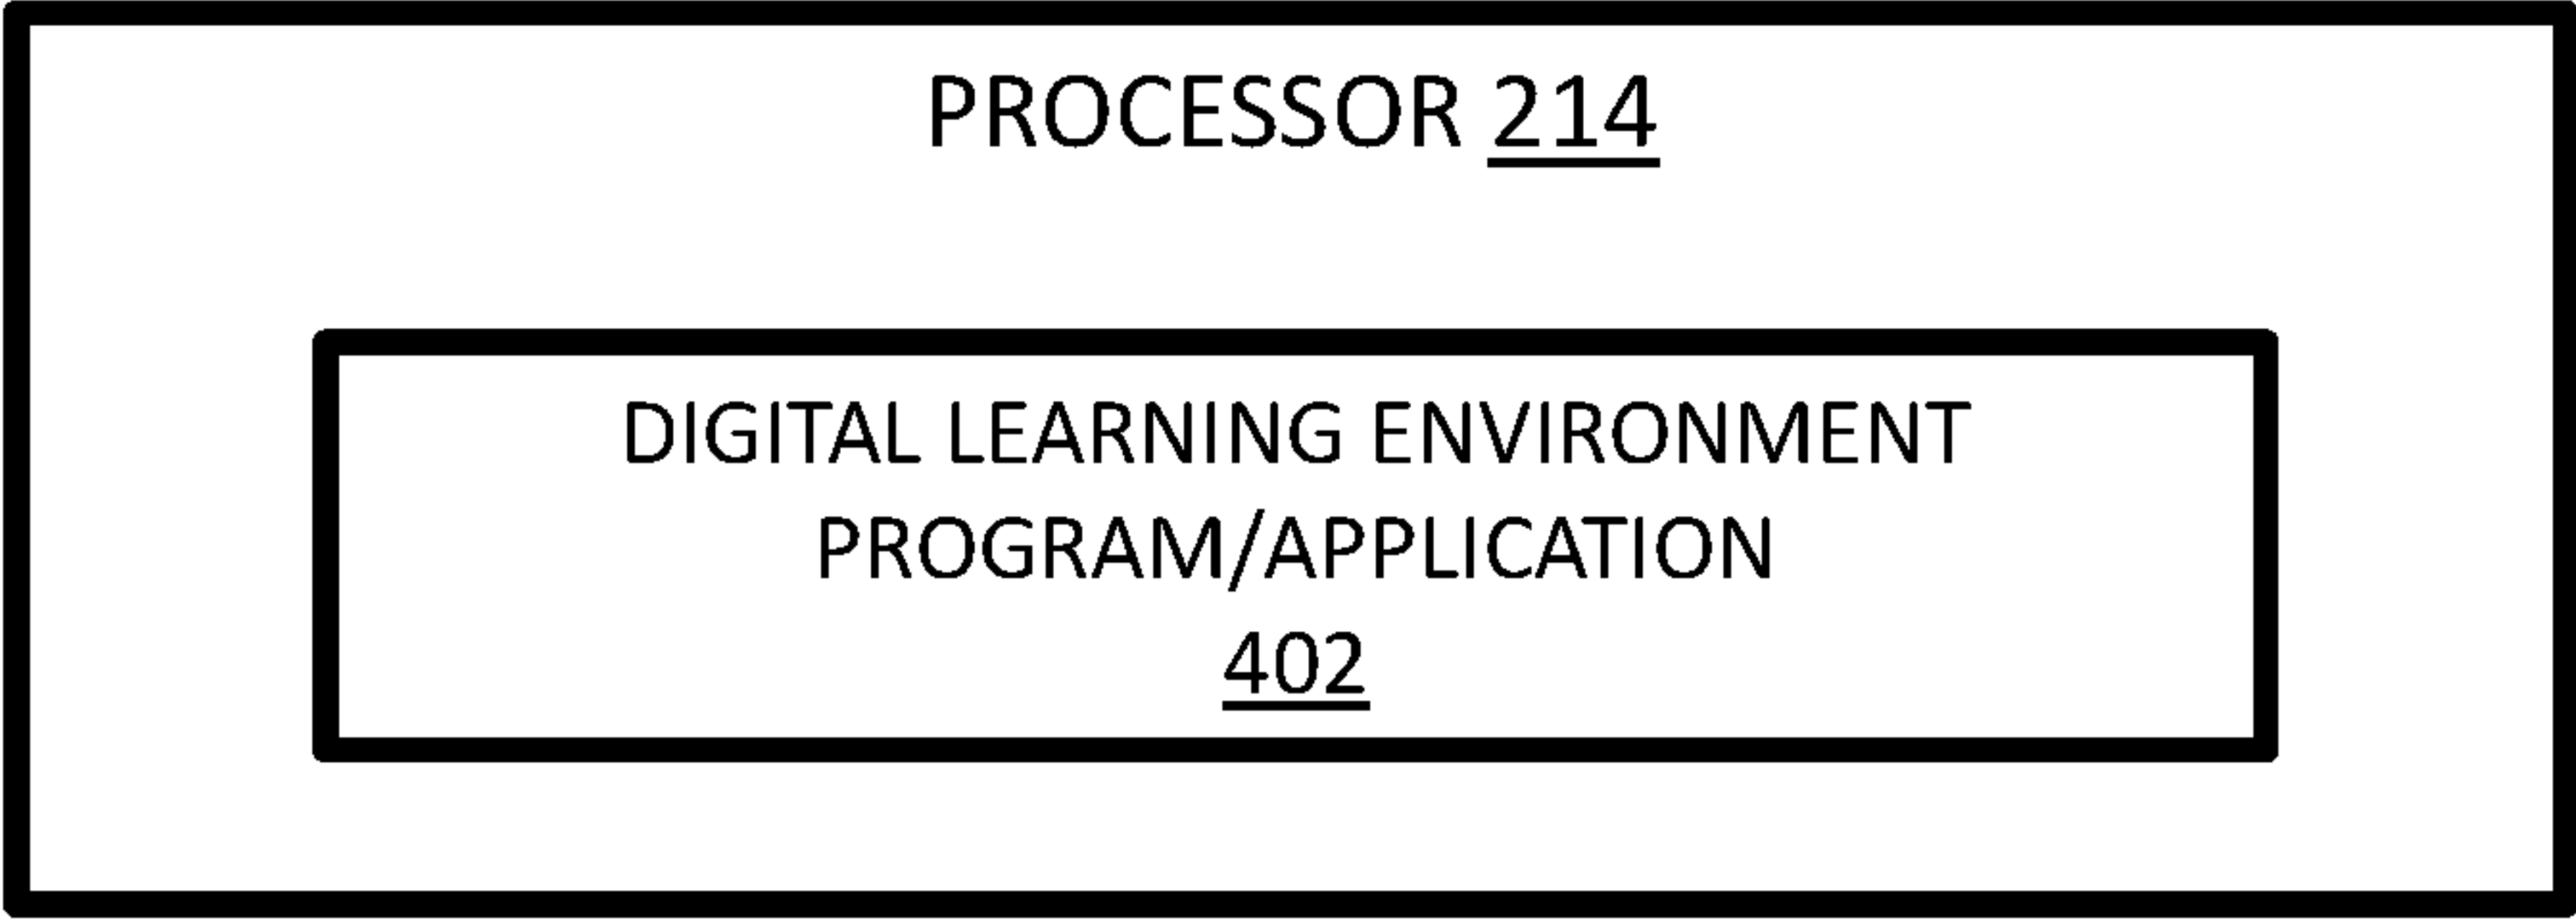 PROCESSOR 214
DIGITAL LEARNING ENVIRONMENT
PROGRAM/APPLICATION
402